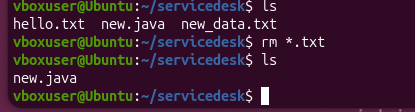 vboxuser@Ubuntu:~/servicedesk$ ls
hello.txt  new.java  new_data.txt
vboxuser@Ubuntu:~/servicedesk$ rm *.txt
vboxuser@Ubuntu:~/servicedesk$ ls
new.java
vboxuser@Ubuntu:~/servicedesk$